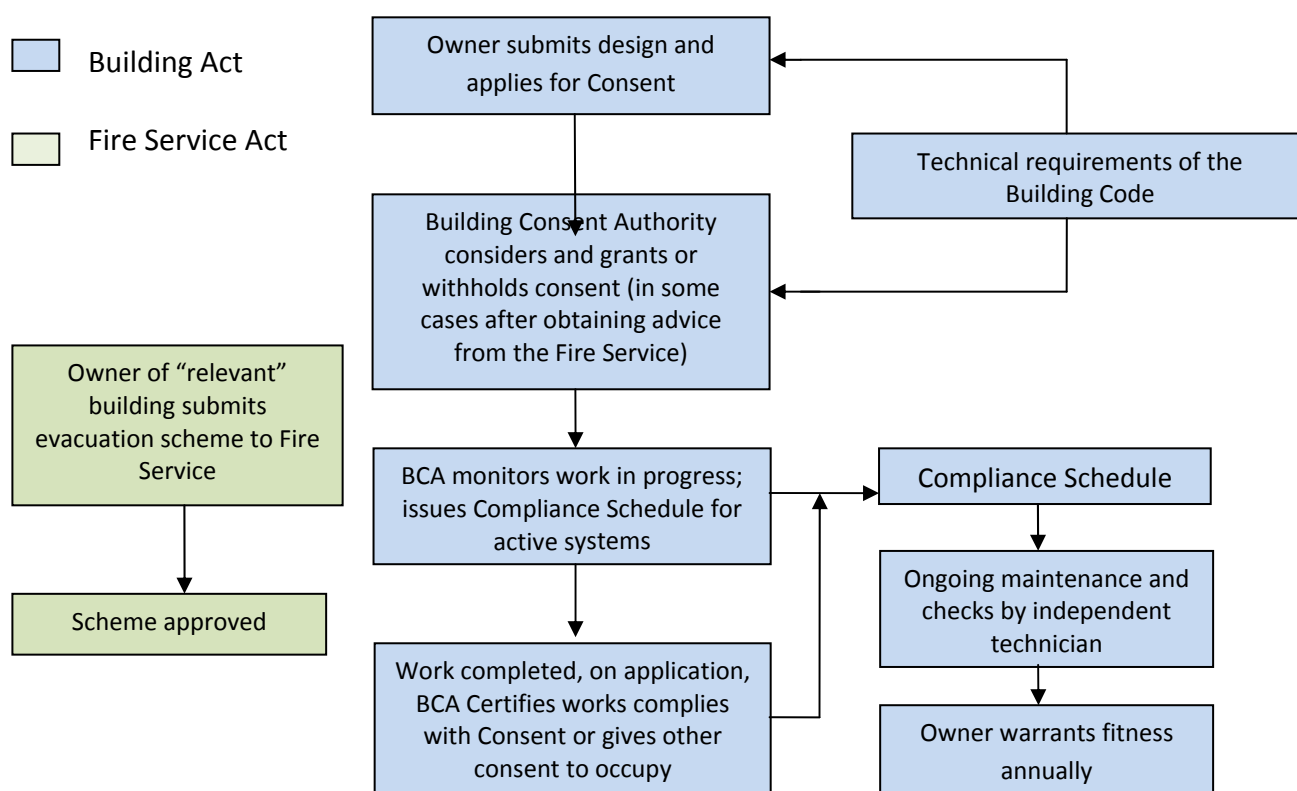 Building Act
Fire Service Act
Owner submits design and
applies for Consent
Technical requirements of the
Building Code
Building Consent Authority
considers and grants or
withholds consent (in some
cases after obtaining advice
from the Fire Service)
Owner of “relevant”
building submits
evacuation scheme to Fire
Service
Scheme approved
BCA monitors work in progress;
issues Compliance Schedule for
active systems
Work completed, on application,
BCA Certifies works complies
with Consent or gives other
consent to occupy
Compliance Schedule
Ongoing maintenance and
checks by independent
technician
Owner warrants fitness
annually